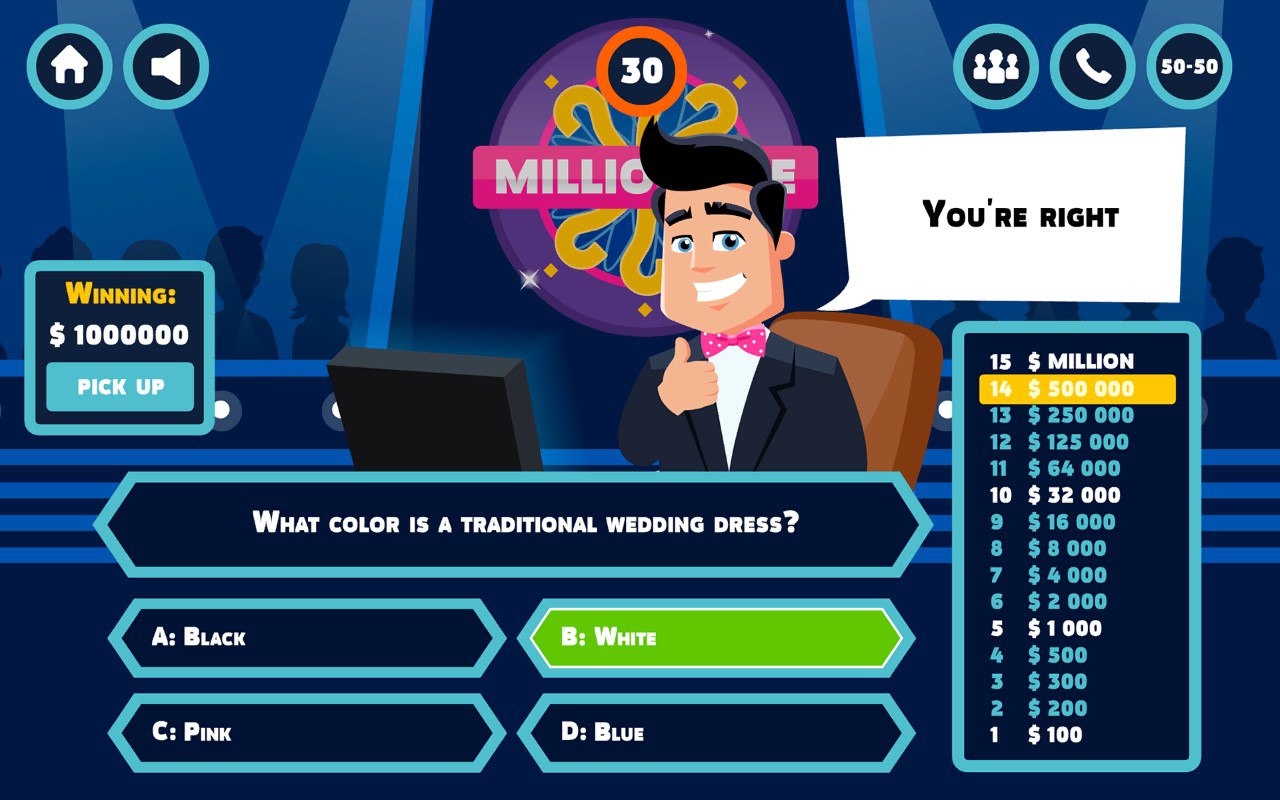 30
50-50
MILLIO
E
You're right
Winning:
$ 1000000
PICK UP
15 $ MILLION
14 $ 500 000
13 $ 250 000
12 $ 125 000
11 $ 64 000
10 $ 32 000
9 $ 16 000
8 $ 8 000
7 $ 4 000
6 $ 2 000
5 $ 1 000
4 $ 500
3 $ 300
2 $ 200
1 $ 100
What color is a traditional wedding dress?
A: Black
B: White
C: Pink
D: Blue